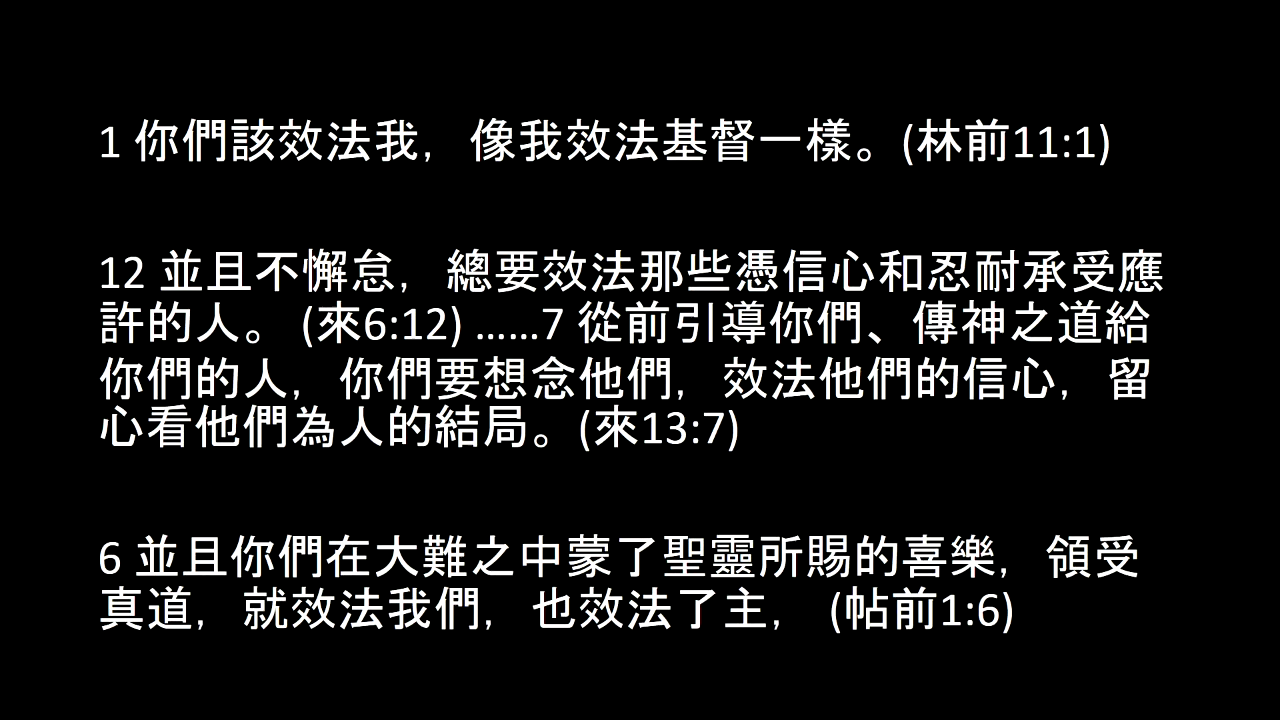 1 你們該效法我，像我效法基督一樣。(林前11:1)
12 並且不懈怠，總要效法那些憑信心和忍耐承受應
許的人。 (來6:12) ……7 從前引導你們、傳神之道給
你們的人，你們要想念他們，效法他們的信心，留
心看他們為人的結局。(來13:7)
6 並且你們在大難之中蒙了聖靈所賜的喜樂，領受
真道，就效法我們，也效法了主， (帖前1:6)